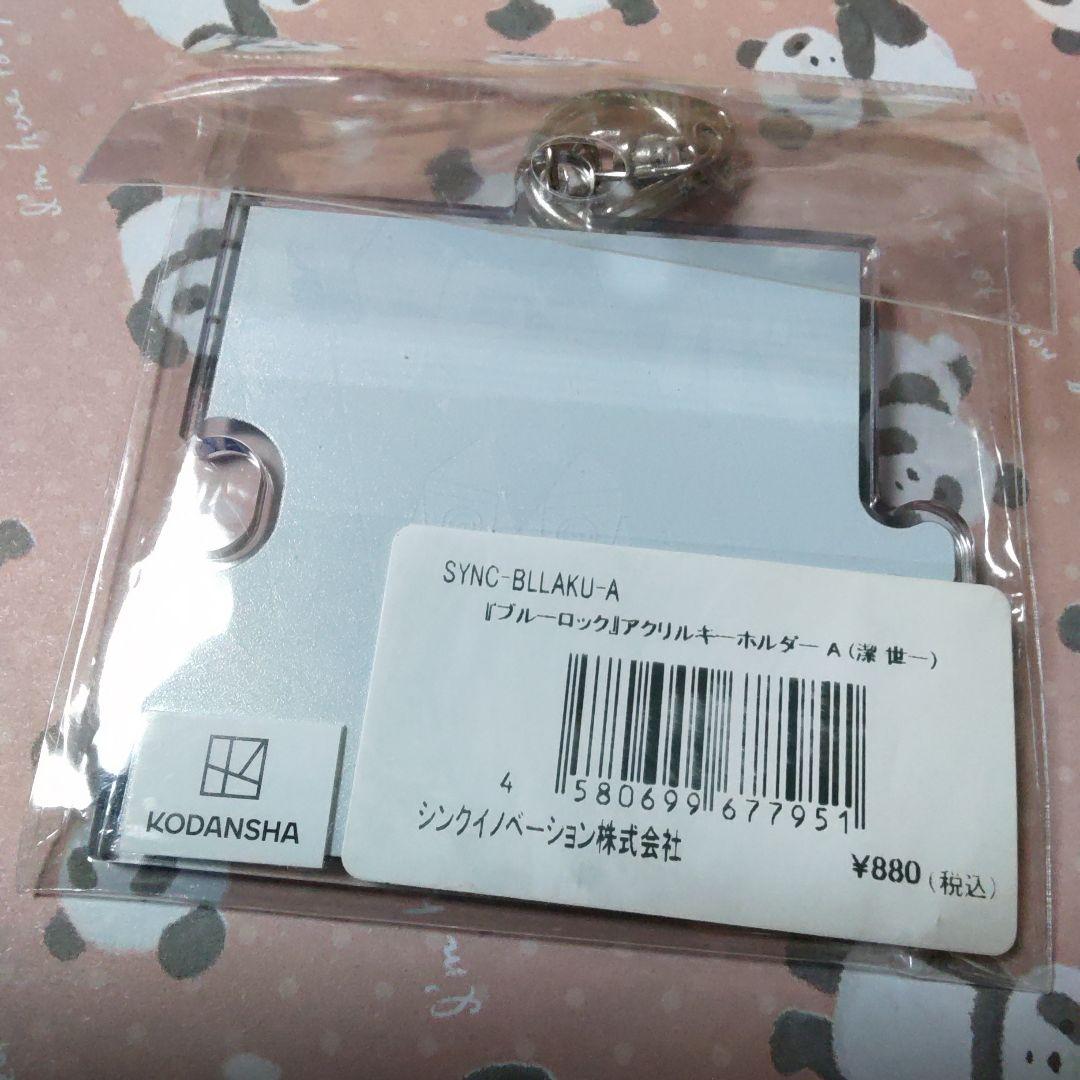 I'm here for
SYNC-BLLAKU-A
『ブルーロック』アクリルキーホルダー A (潔 世一)
4 580699 677951
シンクイノベーション株式会社
¥880 (税込)
KODANSHA
I'm